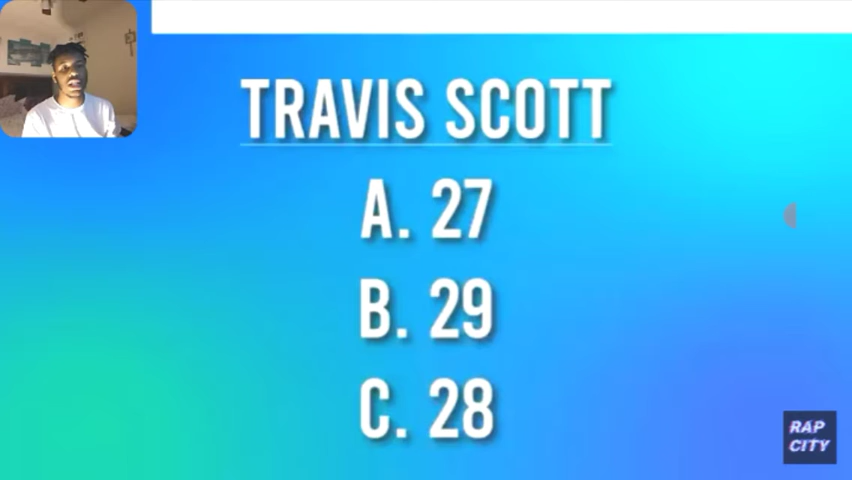 TRAVIS SCOTT
A. 27
B. 29
C. 28
RAP
CITY